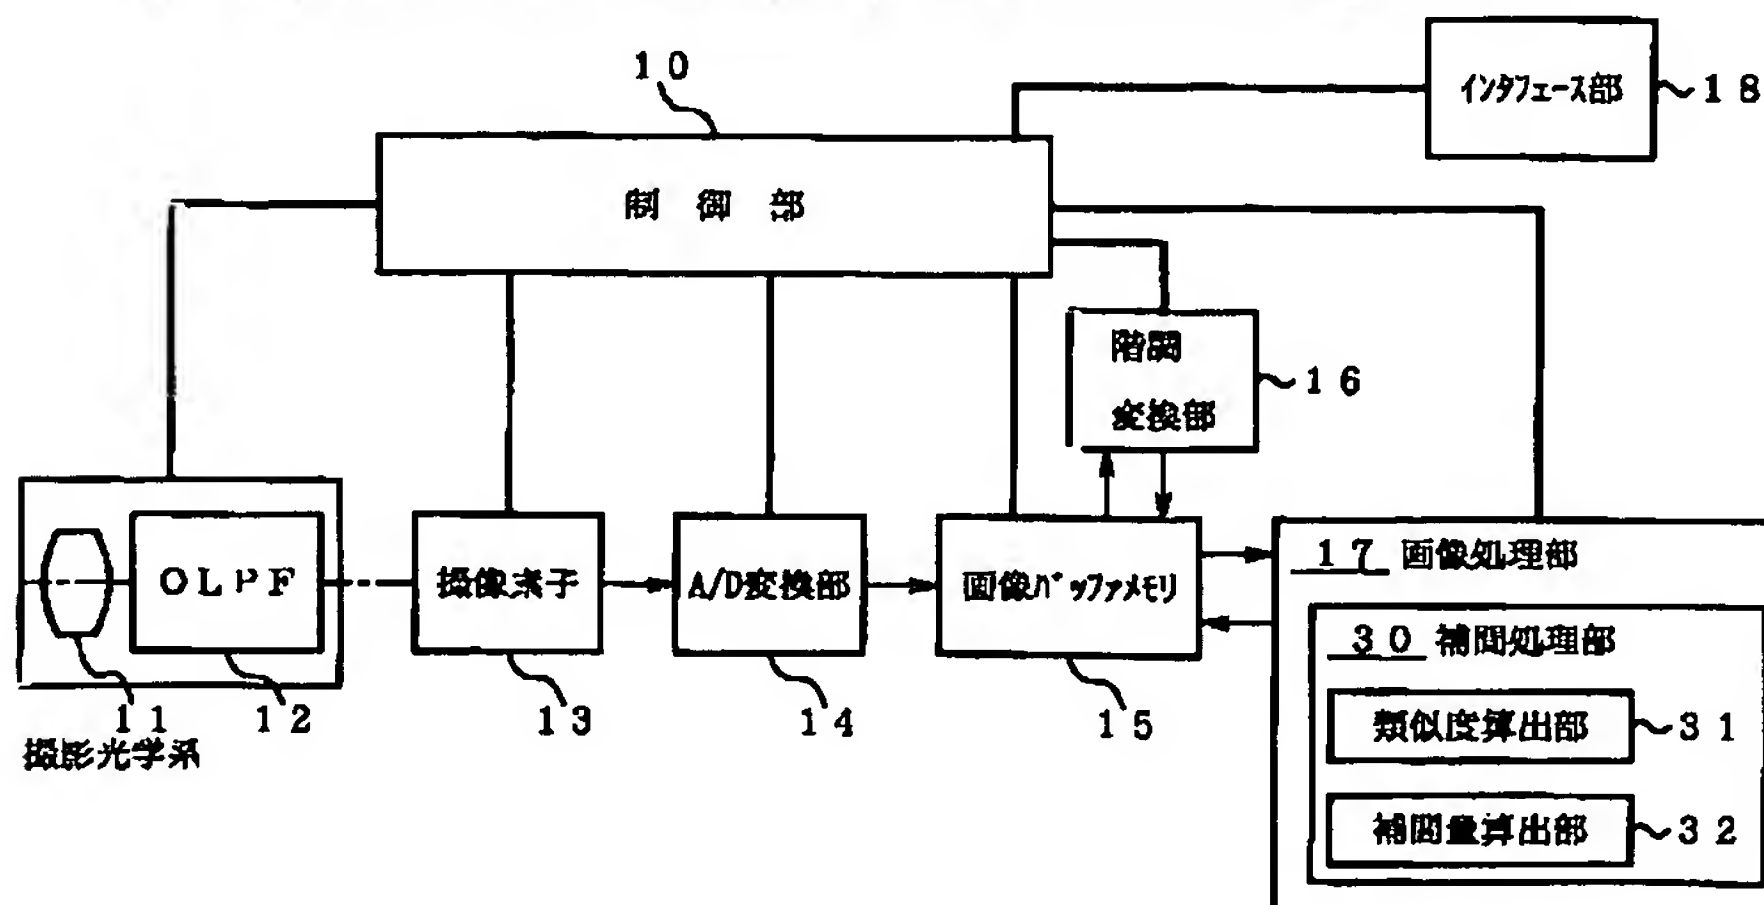 10
インタフェース部
18
制御部
階調
変換部
16
OLPF
撮像素子
A/D変換部
画像バッファメモリ
17 画像処理部
30 補間処理部
類似度算出部
31
補間量算出部
32
11
12
13
14
15
撮影光学系